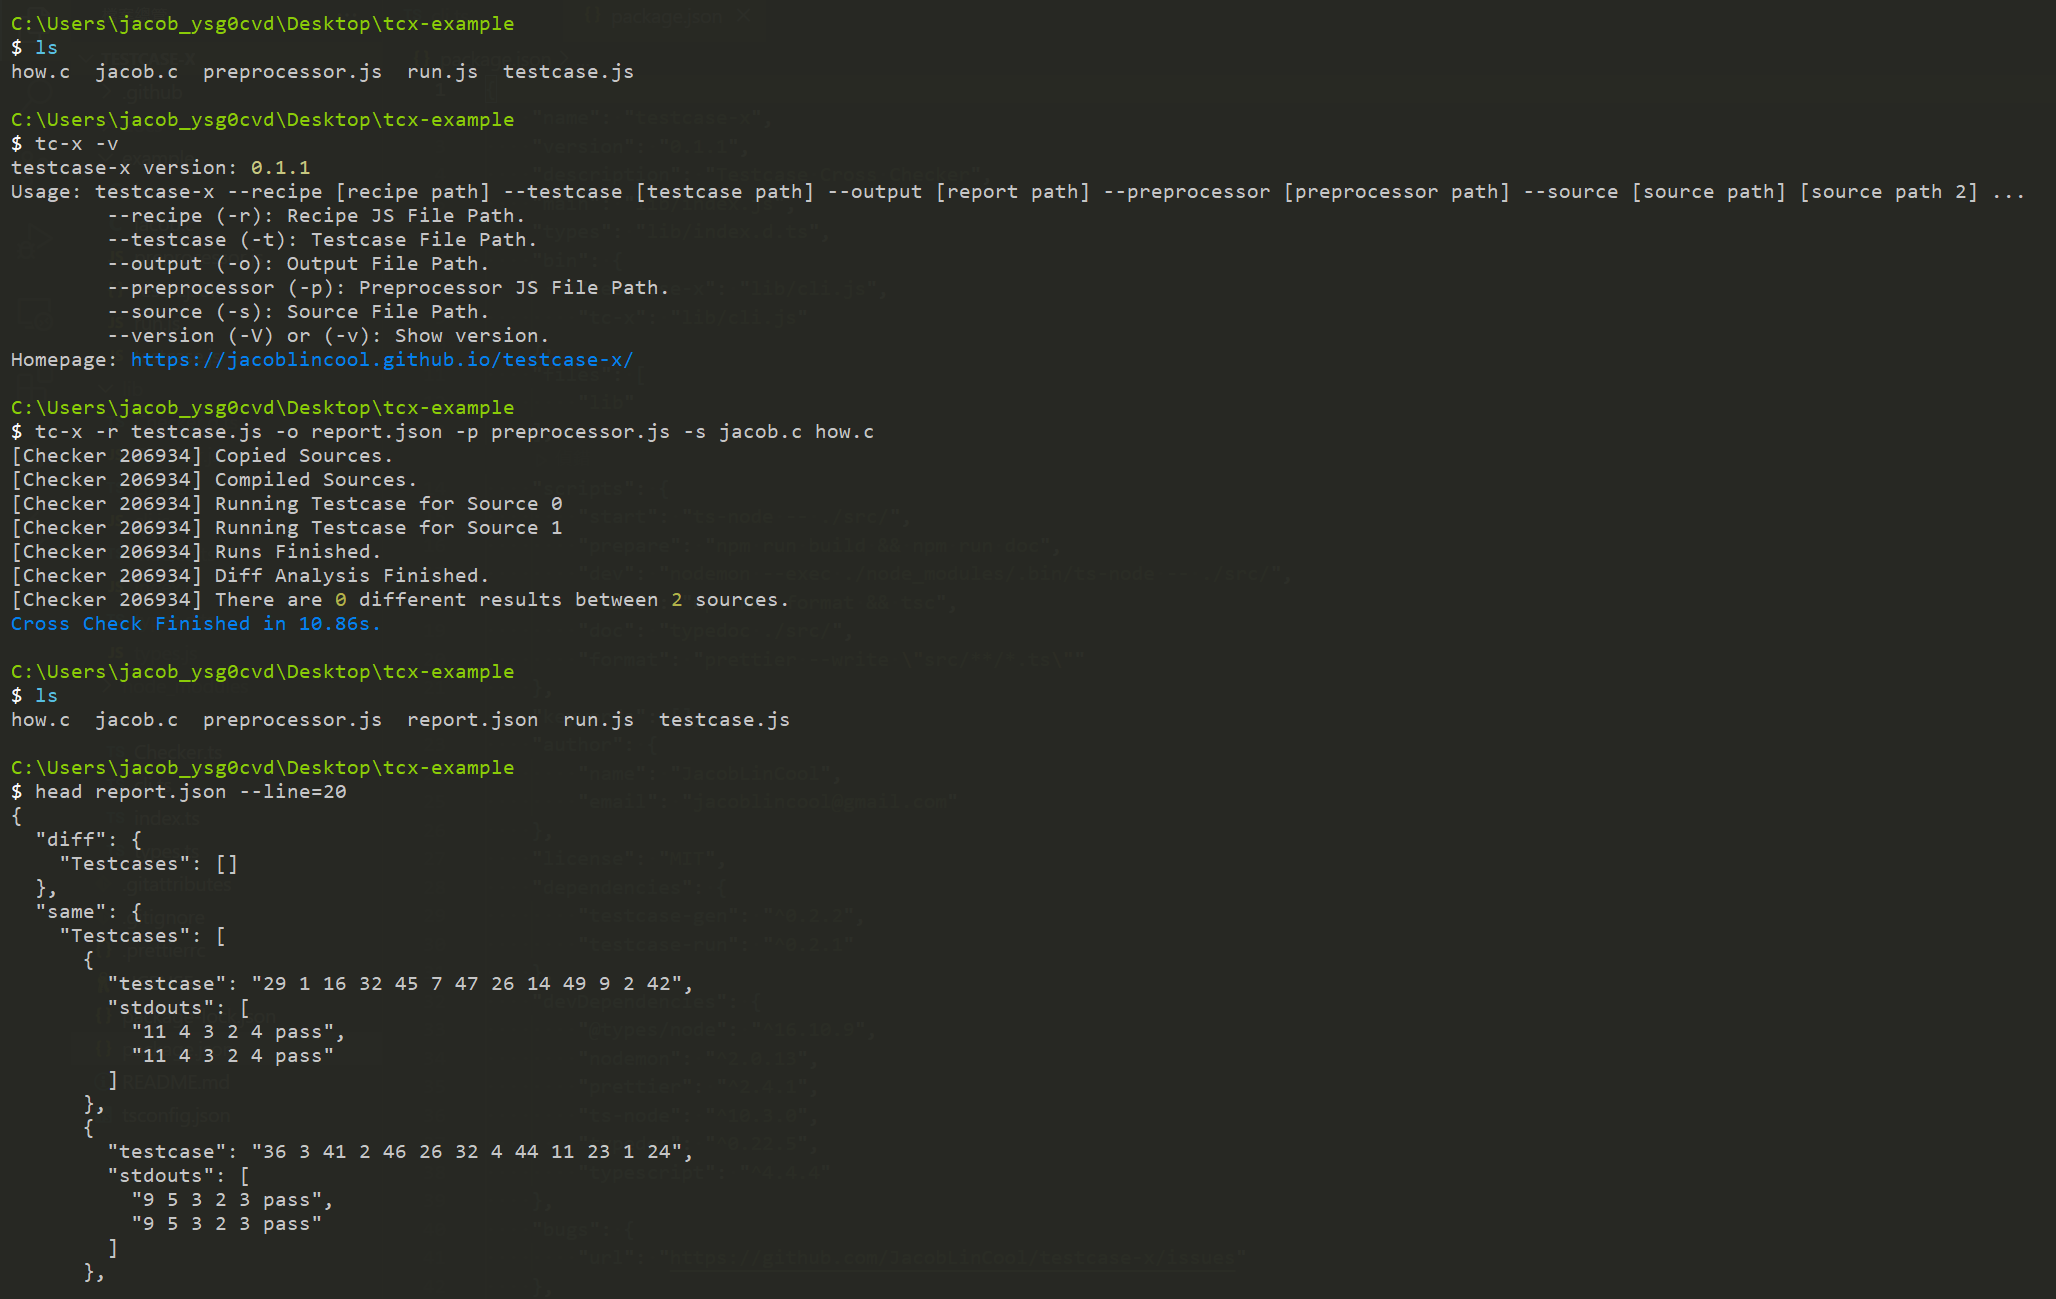 C:\Users\jacob_ysg0cvd\Desktop\tcx-example
$ ls
how.c  jacob.c  preprocessor.js  run.js  testcase.js
C:\Users\jacob_ysg0cvd\Desktop\tcx-example
$ tc-x -v
testcase-x version: 0.1.1
Usage: testcase-x --recipe [recipe path] --testcase [testcase path] --output [report path] --preprocessor [preprocessor path] --source [source path] [source path 2] ...
        --recipe (-r): Recipe JS File Path.
        --testcase (-t): Testcase File Path.
        --output (-o): Output File Path.
        --preprocessor (-p): Preprocessor JS File Path.
        --source (-s): Source File Path.
        --version (-V) or (-v): Show version.
Homepage: https://jacoblincool.github.io/testcase-x/
C:\Users\jacob_ysg0cvd\Desktop\tcx-example
$ tc-x -r testcase.js -o report.json -p preprocessor.js -s jacob.c how.c
[Checker 206934] Copied Sources.
[Checker 206934] Compiled Sources.
[Checker 206934] Running Testcase for Source 0
[Checker 206934] Running Testcase for Source 1
[Checker 206934] Runs Finished.
[Checker 206934] Diff Analysis Finished.
[Checker 206934] There are 0 different results between 2 sources.
Cross Check Finished in 10.86s.
C:\Users\jacob_ysg0cvd\Desktop\tcx-example
$ ls
how.c  jacob.c  preprocessor.js  report.json  run.js  testcase.js
C:\Users\jacob_ysg0cvd\Desktop\tcx-example
$ head report.json --line=20
{
  "diff": {
    "Testcases": []
  },
  "same": {
    "Testcases": [
      {
        "testcase": "29 1 16 32 45 7 47 26 14 49 9 2 42",
        "stdouts": [
          "11 4 3 2 4 pass",
          "11 4 3 2 4 pass"
        ]
      },
      {
        "testcase": "36 3 41 2 46 26 32 4 44 11 23 1 24",
        "stdouts": [
          "9 5 3 2 3 pass",
          "9 5 3 2 3 pass"
        ]
      },